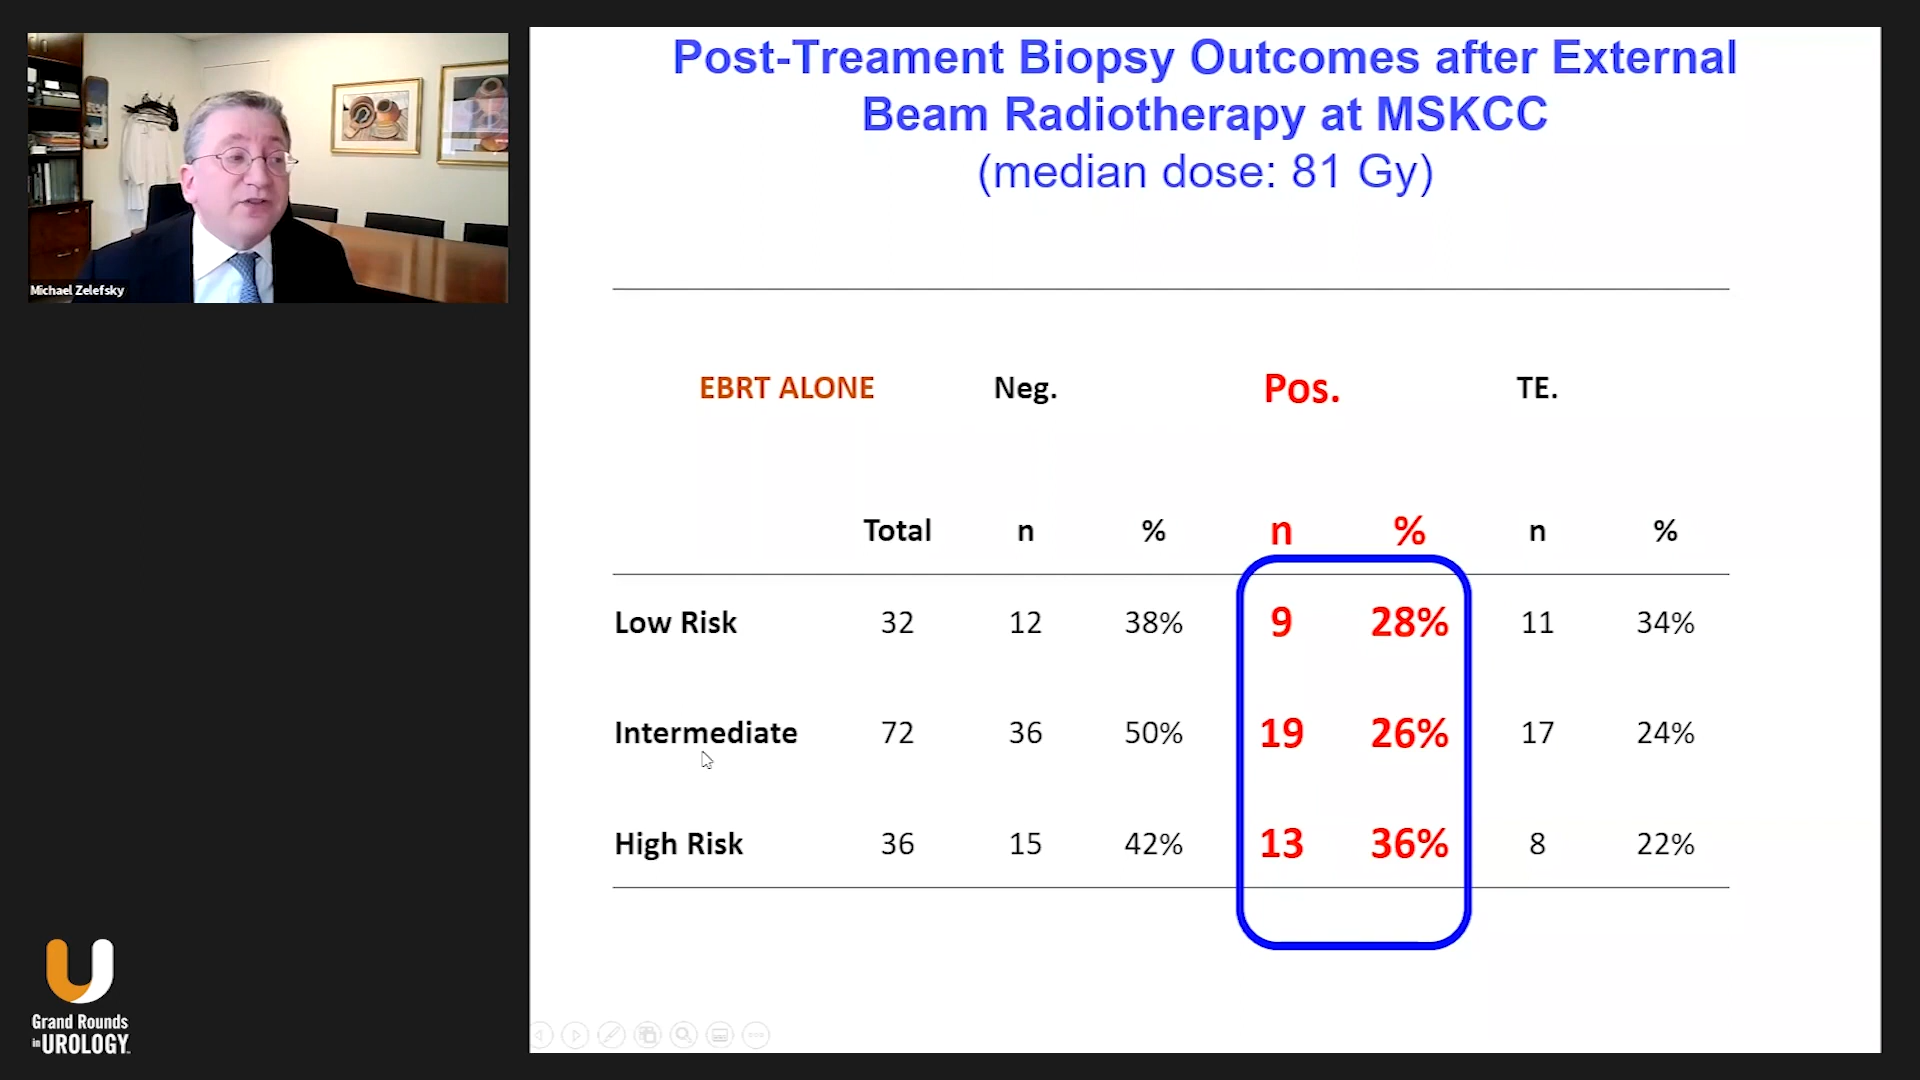 Michael Zelefsky
Post-Treament Biopsy Outcomes after External
Beam Radiotherapy at MSKCC
(median dose: 81 Gy)
EBRT ALONE Neg. Pos. TE.
Total n % n % n %
Low Risk 32 12 38% 9 28% 11 34%
Intermediate 72 36 50% 19 26% 17 24%
High Risk 36 15 42% 13 36% 8 22%
Grand Rounds
in UROLOGY